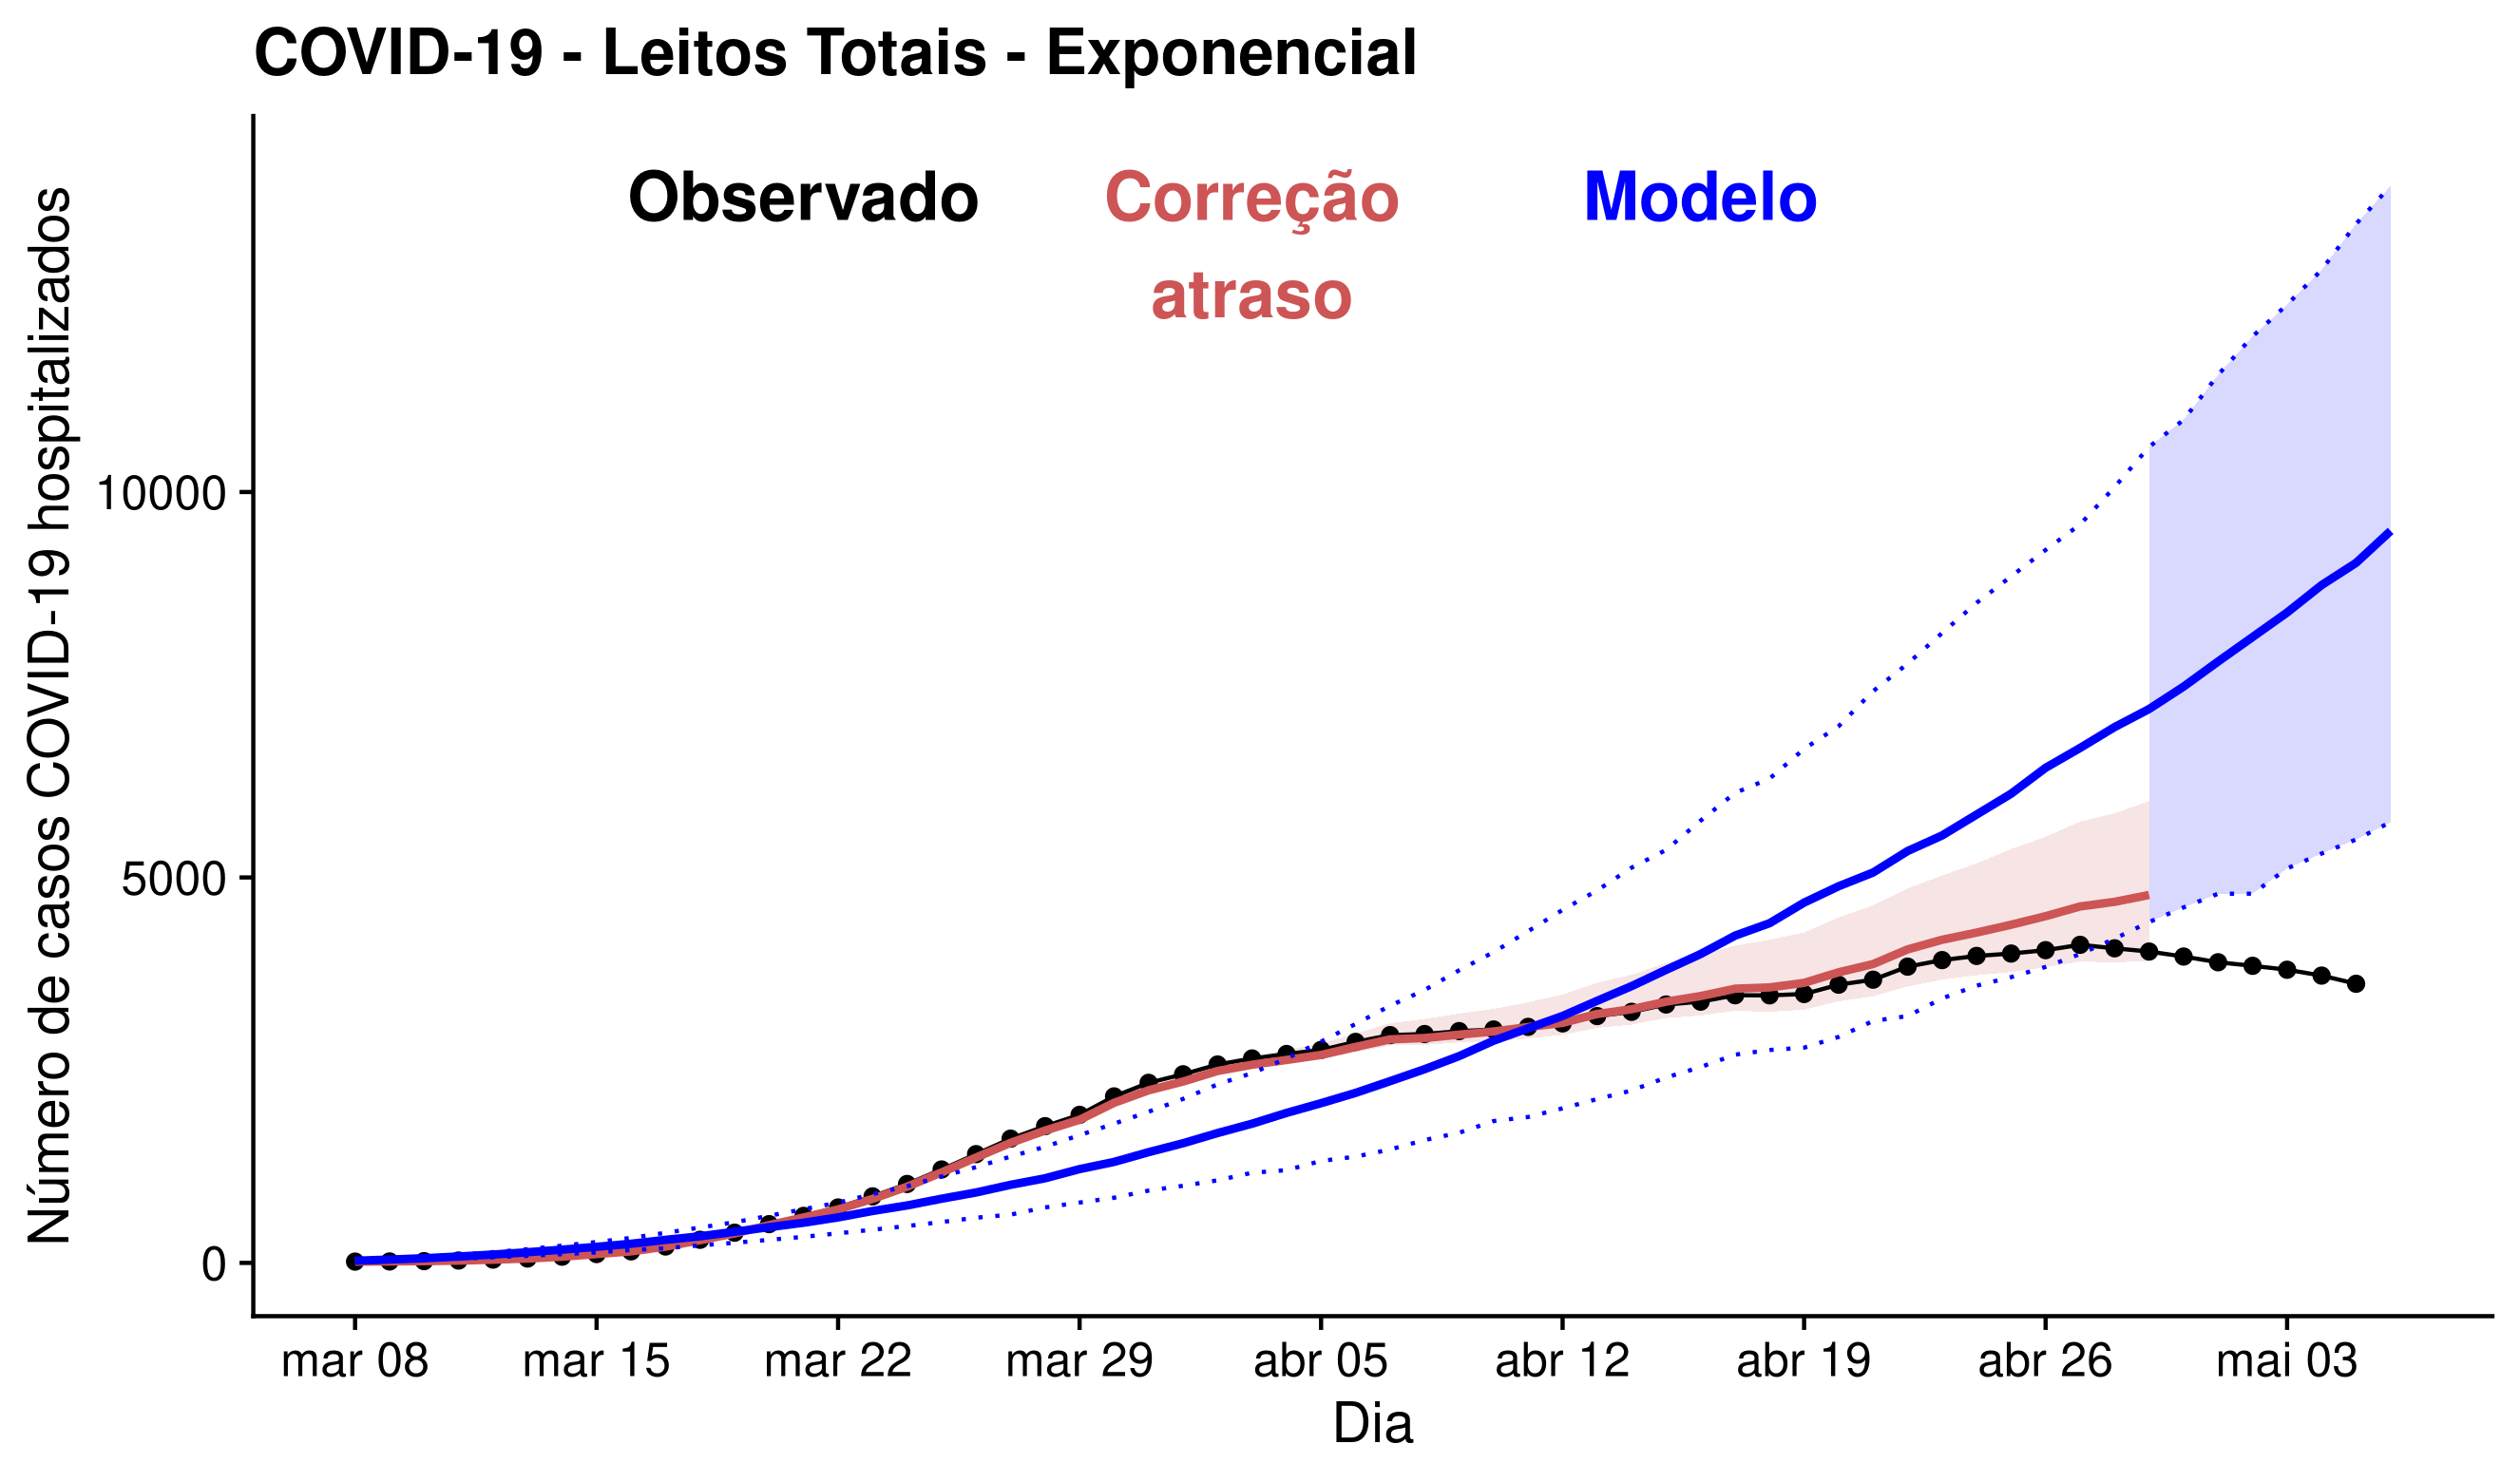 COVID-19 - Leitos Totais - Exponencial
Observado
Correção
atraso
Modelo
Número de casos COVID-19 hospitalizados
10000
5000
0
mar 08
mar 15
mar 22
mar 29
abr 05
abr 12
abr 19
abr 26
mai 03
Dia